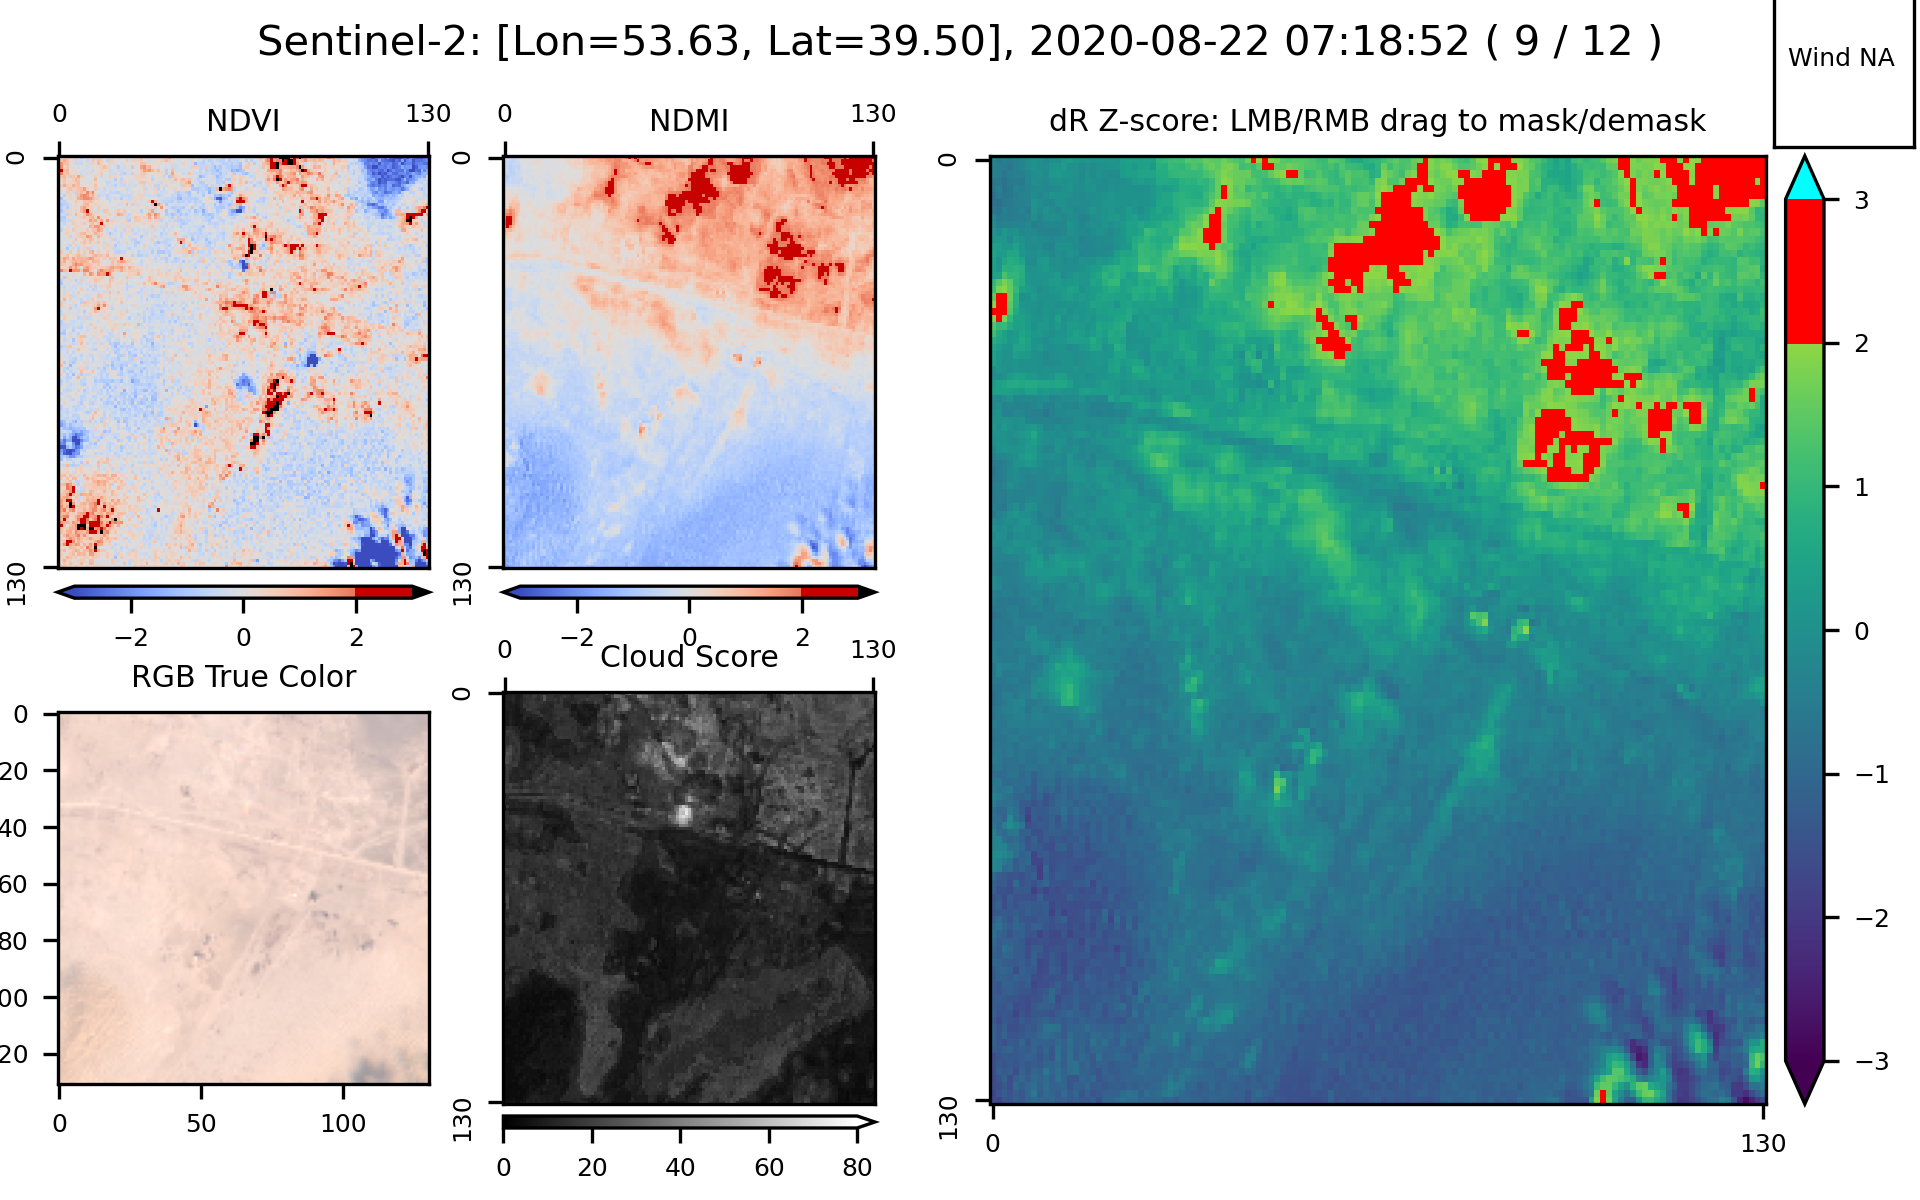 Sentinel-2: [Lon=53.63, Lat=39.50], 2020-08-22 07:18:52 ( 9 / 12 )
Wind NA
0 NDVI 130
0
130
−2 0 2
0 NDMI 130
0
130
−2 0 2
dR Z-score: LMB/RMB drag to mask/demask
0
130
0 130
3
2
1
0
−1
−2
−3
RGB True Color
0
20
40
60
80
00
20
0 50 100
0 Cloud Score 130
0
130
0 20 40 60 80